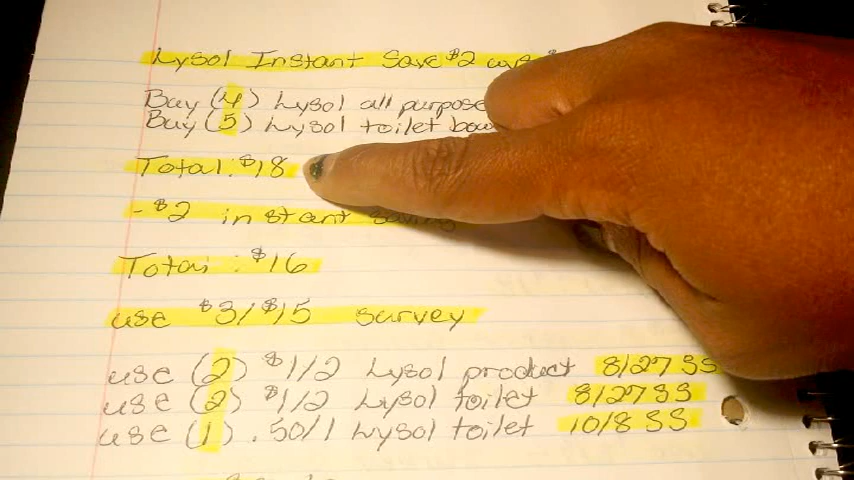 Lysol Instant Save $2 wys
Buy (4) Lysol all purpose
Buy (5) Lysol toilet bow
Total: $18
- $2 instant saving
Total : $16
use $3/$15 survey
use (2) $1/2 Lysol product 8/27 SS
use (2) $1/2 Lysol toilet 8/27 SS
use (1) .50/1 Lysol toilet 10/8 SS